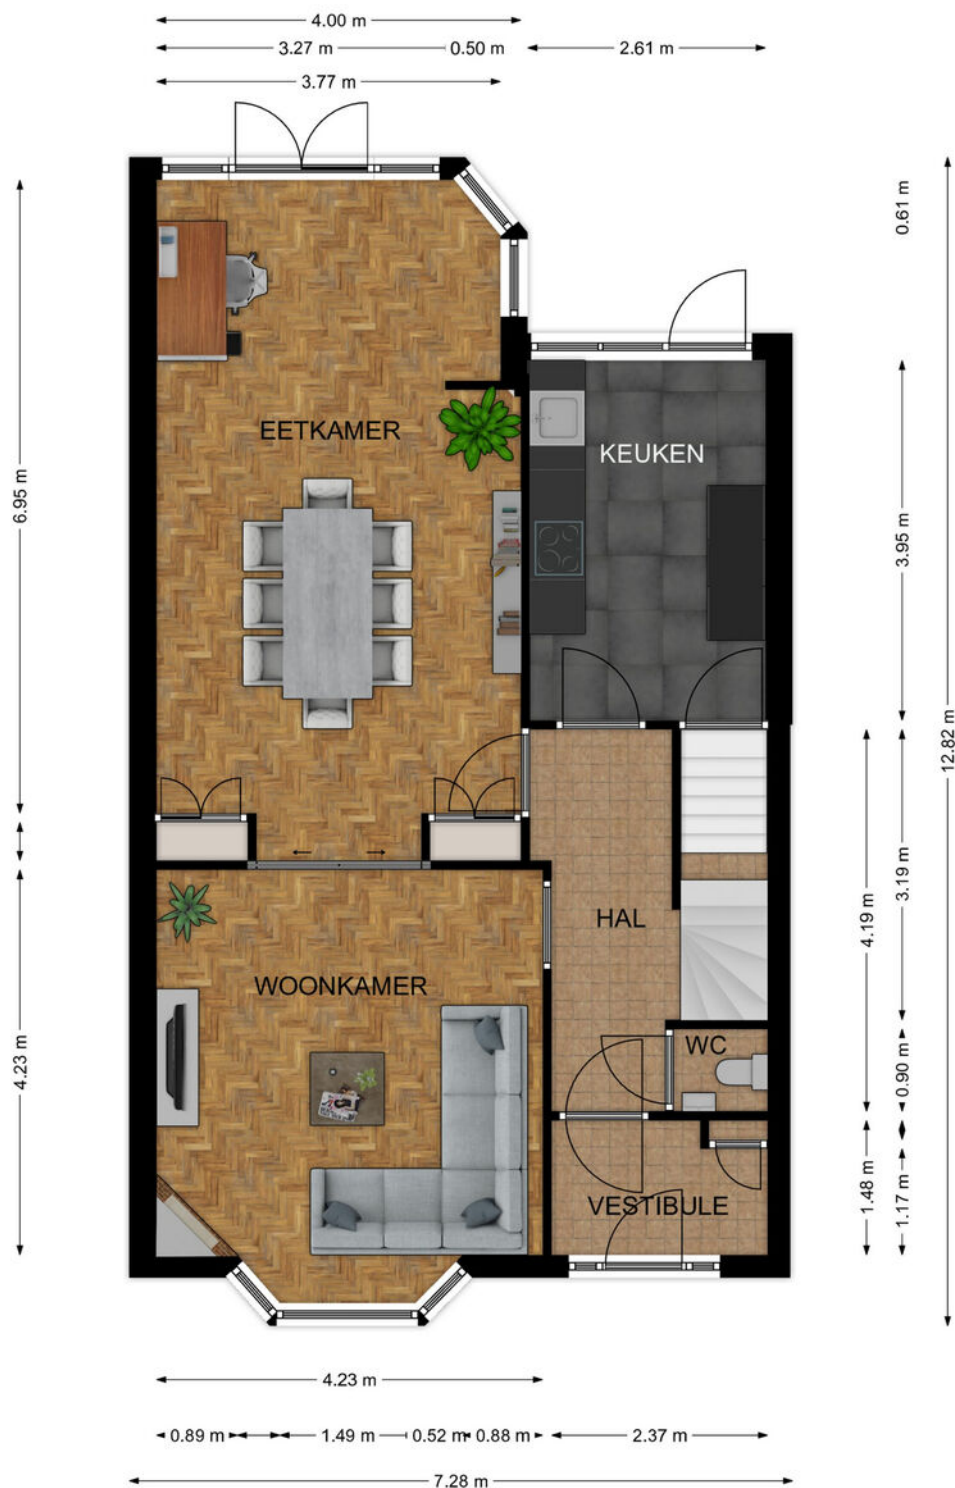 4.00 m
3.27 m
0.50 m
2.61 m
3.77 m
0.61 m
EETKAMER
KEUKEN
6.95 m
3.95 m
12.82 m
HAL
3.19 m
4.19 m
WOONKAMER
WC
4.23 m
0.90 m
1.48 m
1.17 m
VESTIBULE
4.23 m
0.89 m
1.49 m
0.52 m
0.88 m
2.37 m
7.28 m